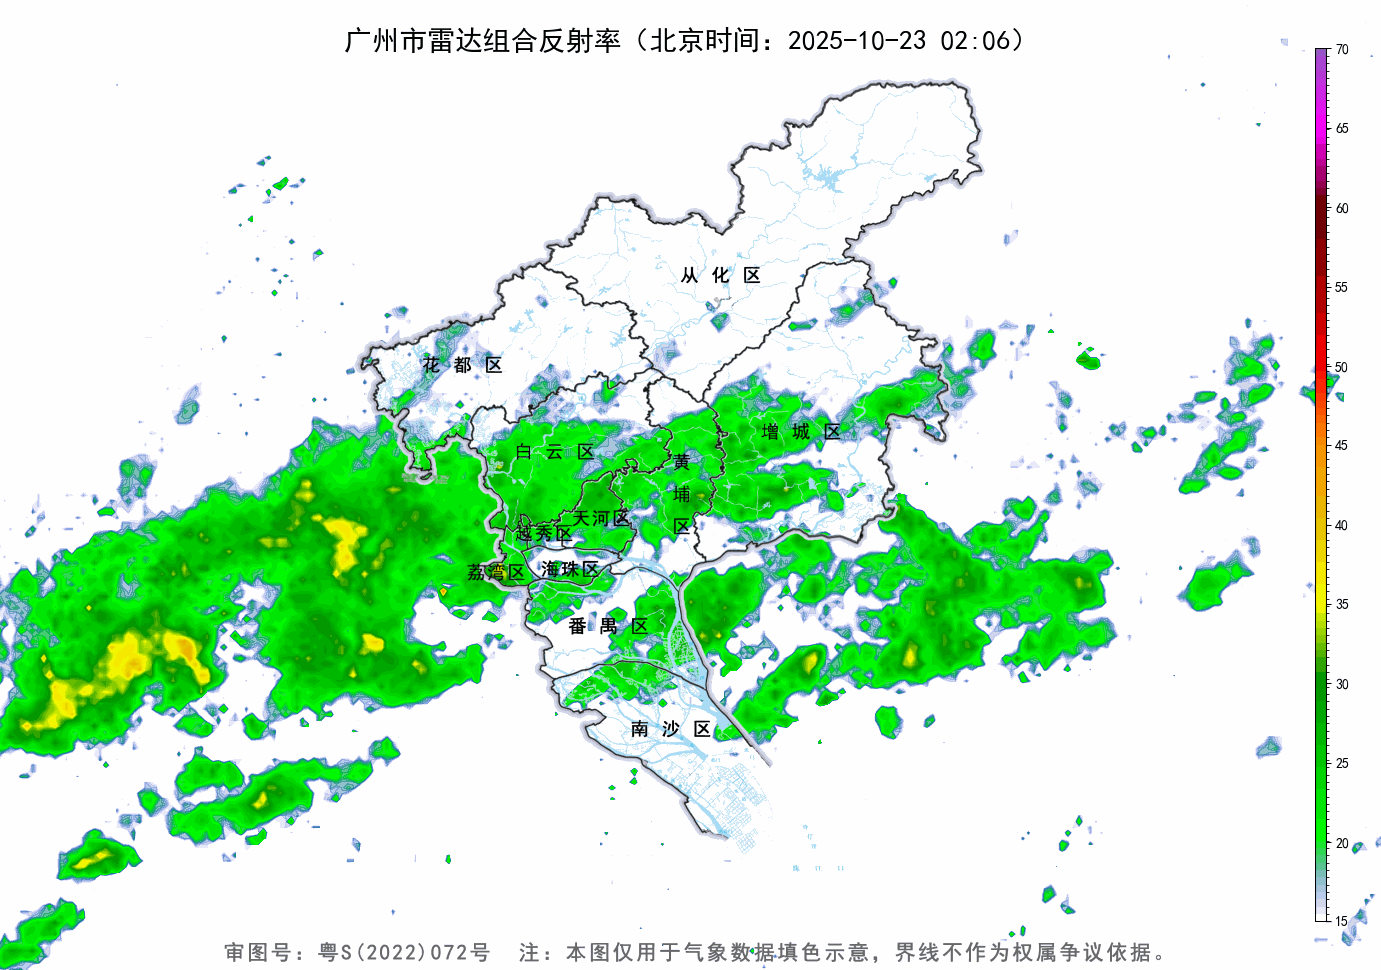 广州市雷达组合反射率（北京时间：2025-10-23 02:06）
70
65
60
55
50
45
40
35
30
25
20
15
从化区
花都区
增城区
白云区
黄埔区
天河区
越秀区
荔湾区
海珠区
番禺区
南沙区
审图号：粤S(2022)072号 注：本图仅用于气象数据填色示意，界线不作为权属争议依据。